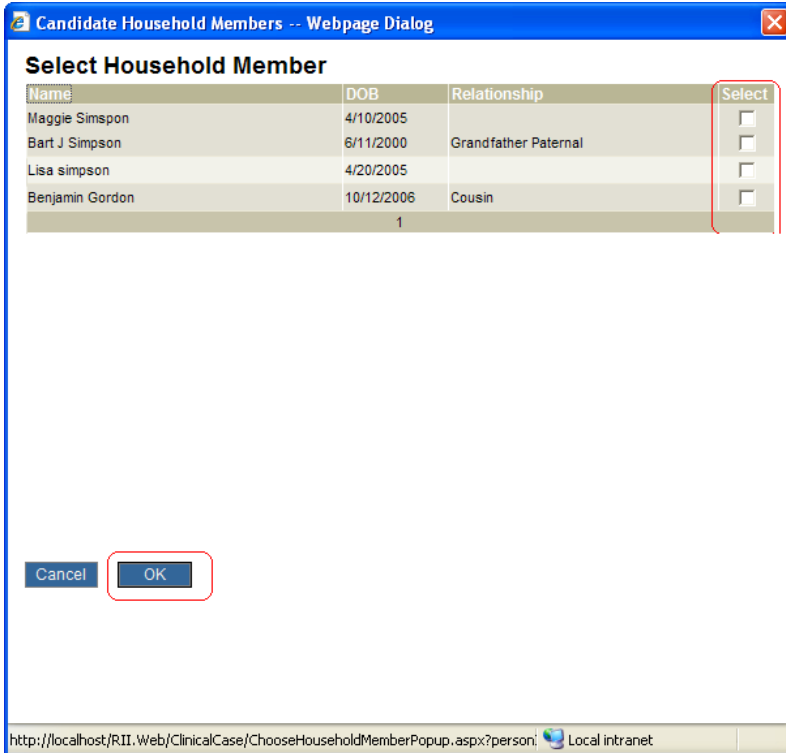 Candidate Household Members -- Webpage Dialog
Select Household Member
Name DOB Relationship Select
Maggie Simspon 4/10/2005
Bart J Simpson 6/11/2000 Grandfather Paternal
Lisa simpson 4/20/2005
Benjamin Gordon 10/12/2006 Cousin
1
Cancel OK
http://localhost/RII.Web/ClinicalCase/ChooseHouseholdMemberPopup.aspx?person Local intranet